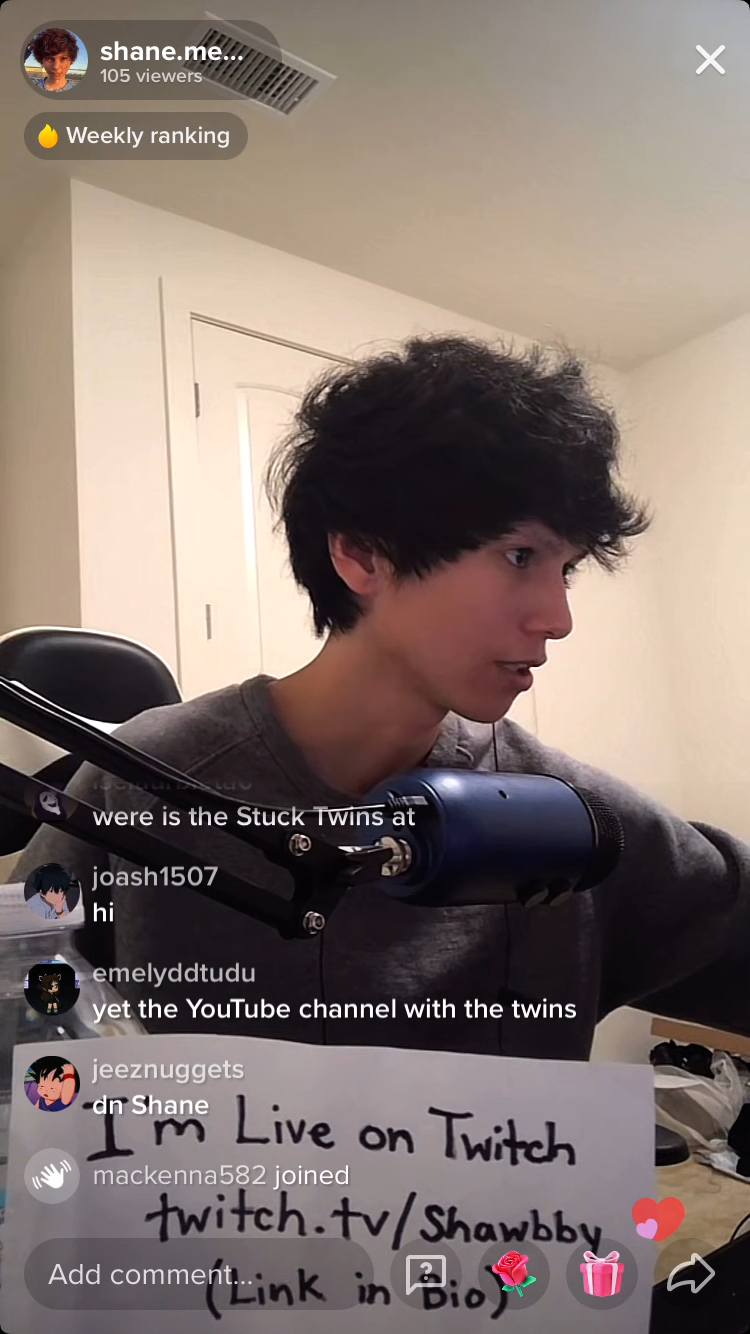 shane.me...
105 viewers
Weekly ranking
were is the Stuck Twins at
joash1507
hi
emelyddtudu
yet the YouTube channel with the twins
jeeznuggets
dn Shane
mackenna582 joined
I'm Live on Twitch
twitch.tv/Shawbby
(Link in Bio)
Add comment...